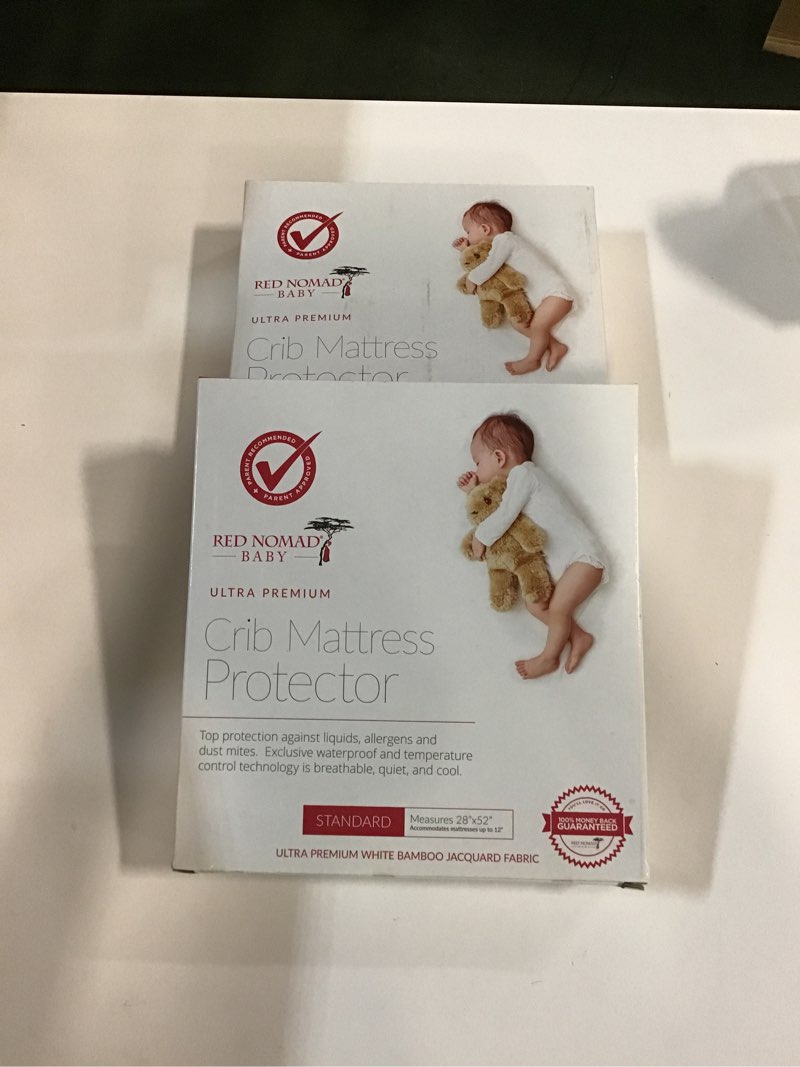 PARENT RECOMMENDED
PARENT APPROVED
RED NOMAD
BABY
ULTRA PREMIUM
Crib Mattress
Protector
PARENT RECOMMENDED
PARENT APPROVED
RED NOMAD
BABY
ULTRA PREMIUM
Crib Mattress
Protector
Top protection against liquids, allergens and
dust mites. Exclusive waterproof and temperature
control technology is breathable, quiet, and cool.
STANDARD
Measures 28"x52"
Accommodates mattresses up to 12"
ULTRA PREMIUM WHITE BAMBOO JACQUARD FABRIC
100% MONEY BACK
GUARANTEED